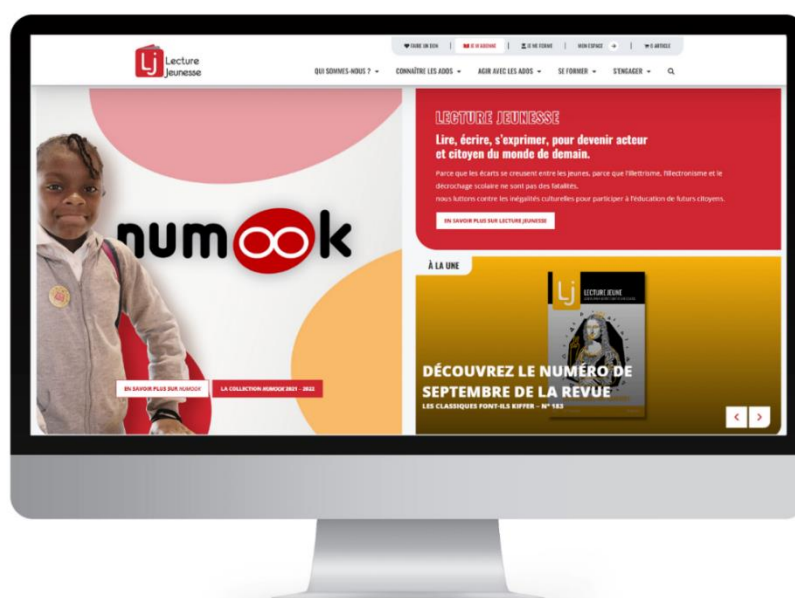 FAIRE UN DON | JE M'ABONNE | JE ME FORME | MON ESPACE | 0 ARTICLE
Lj Lecture
Jeunesse
QUI SOMMES-NOUS ? CONNAÎTRE LES ADOS AGIR AVEC LES ADOS SE FORMER S'ENGAGER
numook
EN SAVOIR PLUS SUR NUMOOK
LA COLLECTION NUMOOK 2021 - 2022
LECTURE JEUNESSE
Lire, écrire, s'exprimer, pour devenir acteur
et citoyen du monde de demain.
Parce que les écarts se creusent entre les jeunes, parce que l'illettrisme, l'illectronisme et le
décrochage scolaire ne sont pas des fatalités,
nous luttons contre les inégalités culturelles pour participer à l'éducation de futurs citoyens.
EN SAVOIR PLUS SUR LECTURE JEUNESSE
À LA UNE
Lj LECTURE JEUNE
DÉCOUVREZ LE NUMÉRO DE
SEPTEMBRE DE LA REVUE
LES CLASSIQUES FONT-ILS KIFFER – N° 183